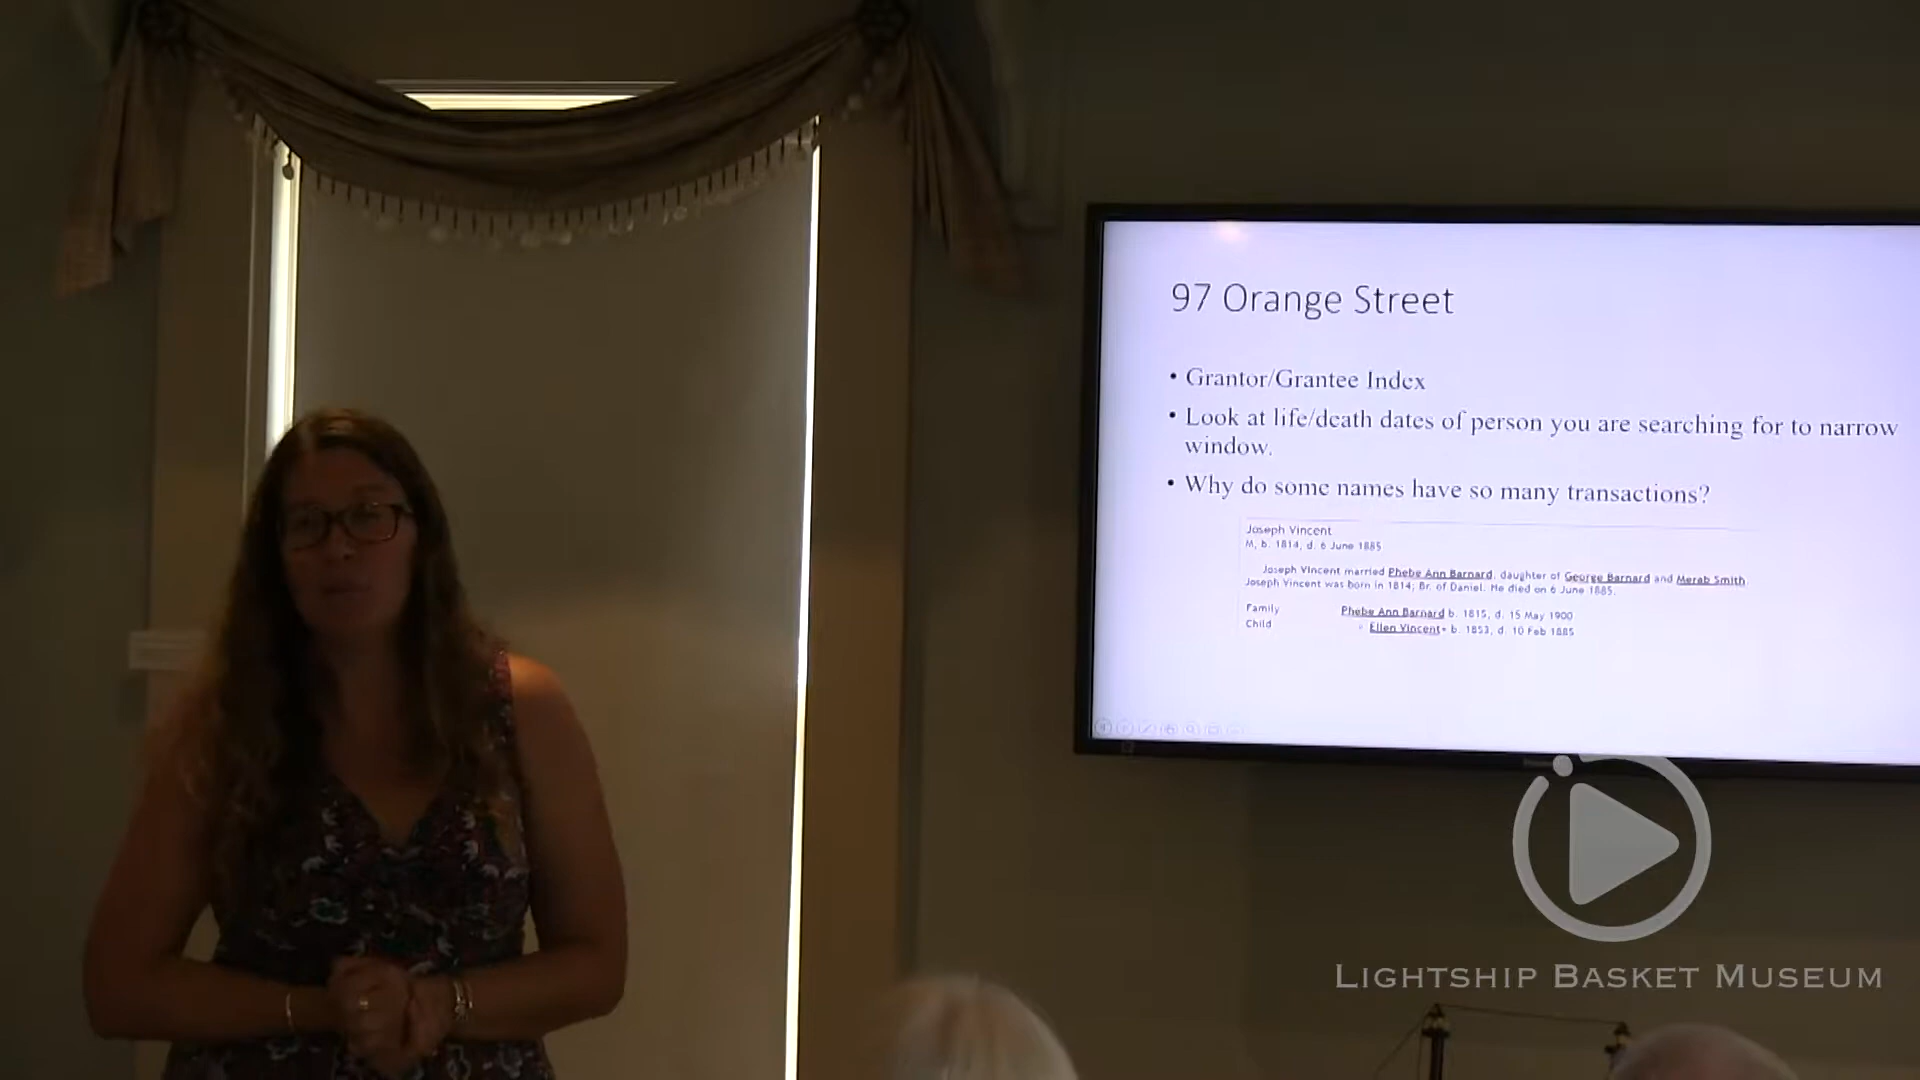 97 Orange Street
• Grantor/Grantee Index
• Look at life/death dates of person you are searching for to narrow
window.
• Why do some names have so many transactions?
Joseph Vincent
M, b. 1814, d. 6 June 1885
Joseph Vincent married Phebe Ann Barnard, daughter of George Barnard and Merab Smith.
Joseph Vincent was born in 1814; Br. of Daniel. He died on 6 June 1885.
Family Phebe Ann Barnard b. 1815, d. 15 May 1900
Child Ellen Vincent+ b. 1853, d. 10 Feb 1885
LIGHTSHIP BASKET MUSEUM